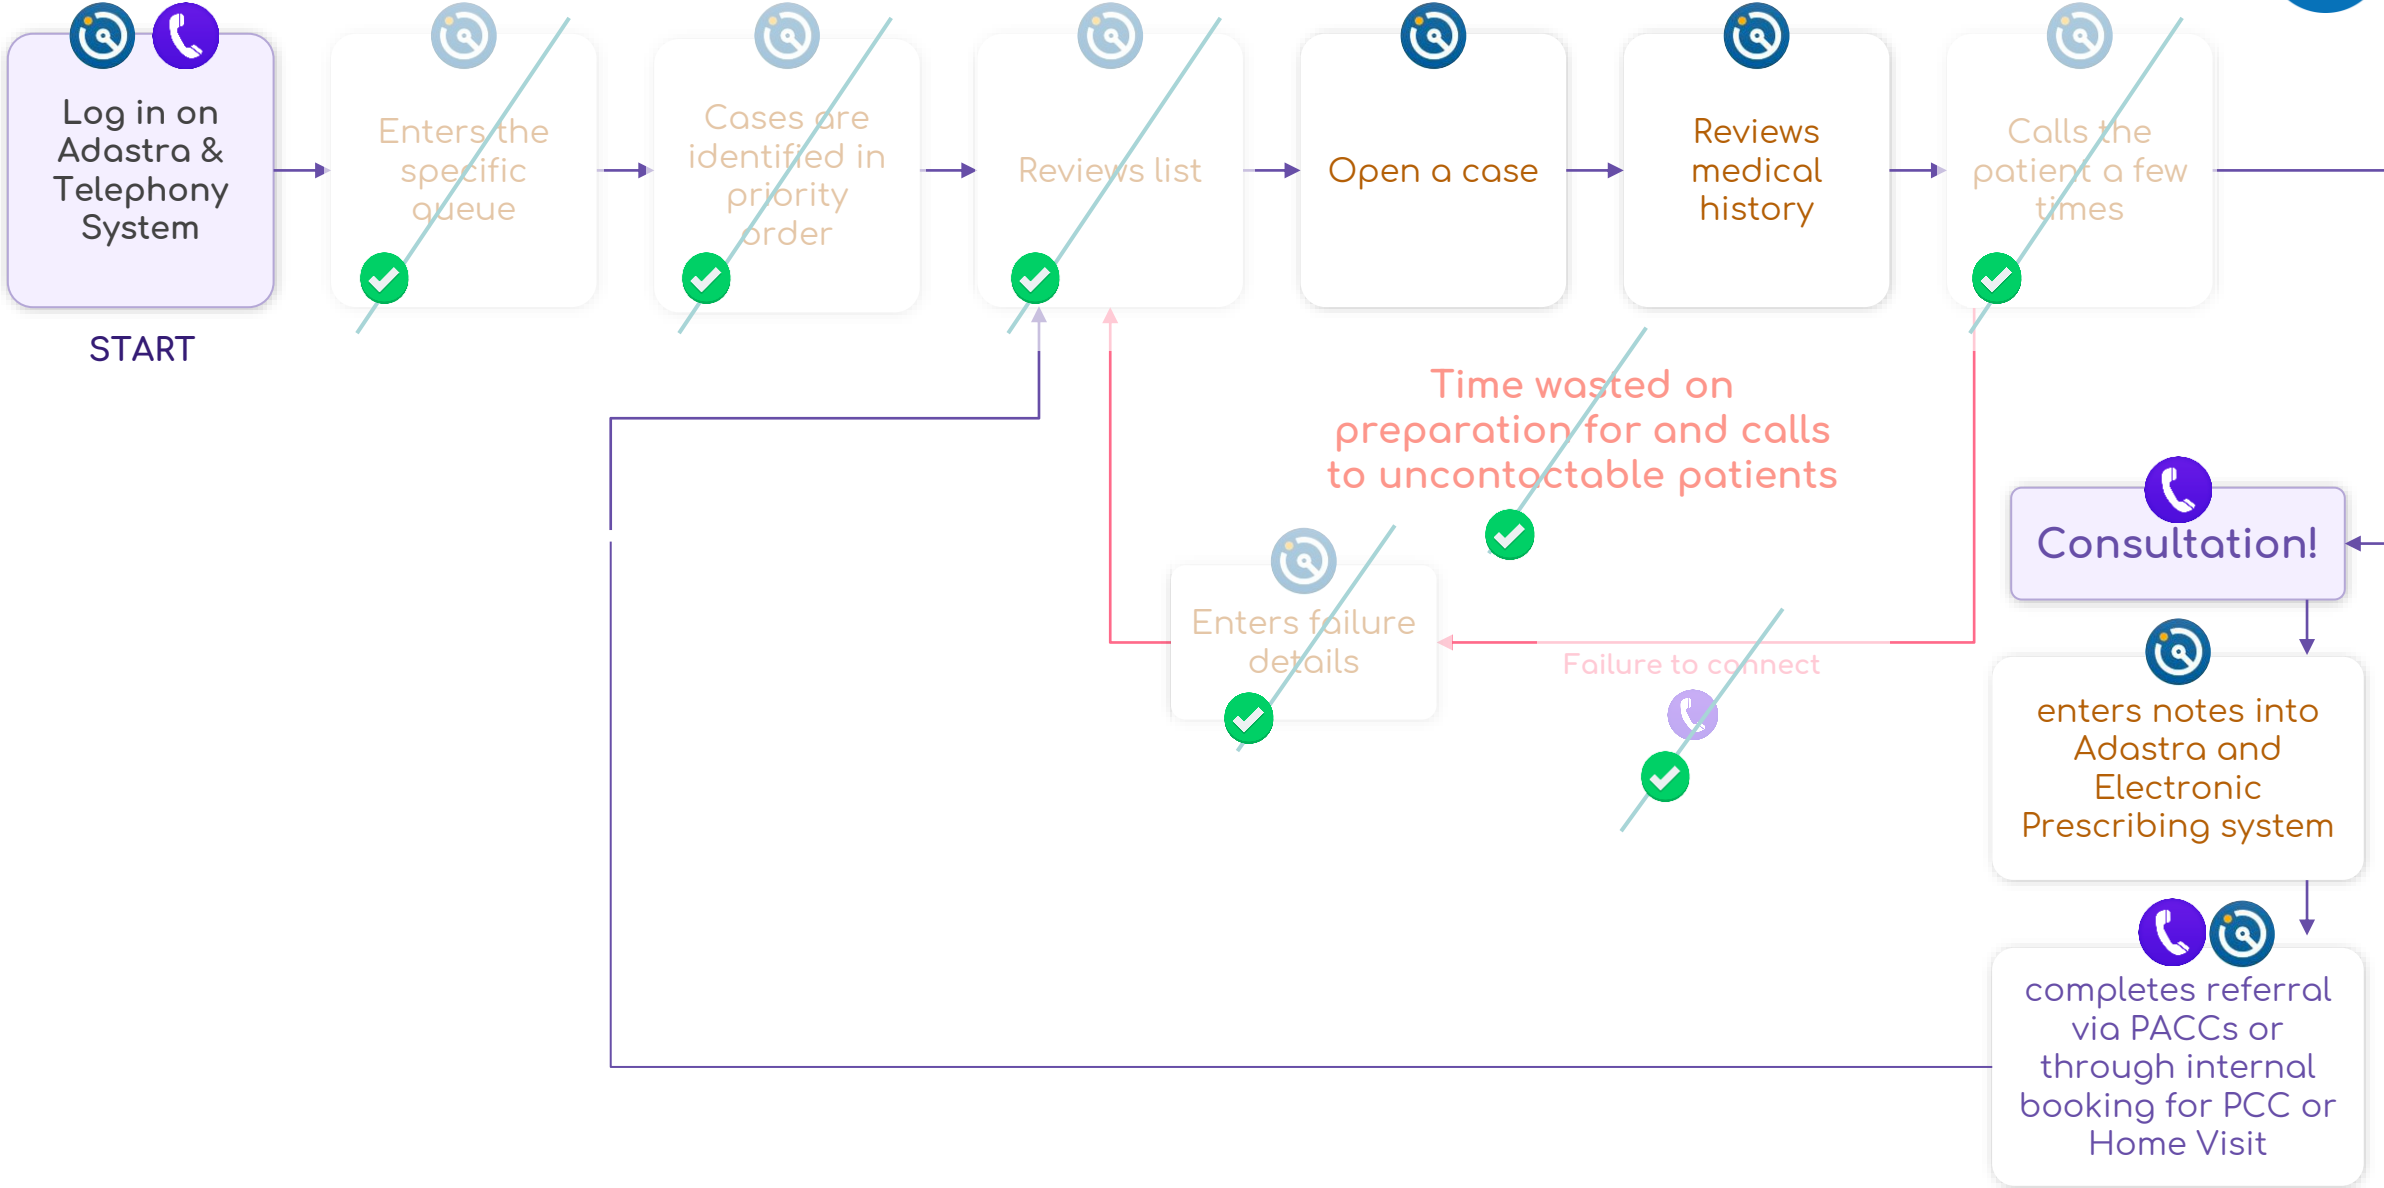 Log in on
Adastra &
Telephony
System
START
Enters the
specific
queue
Cases are
identified in
priority
order
Reviews list
Open a case
Reviews
medical
history
Calls the
patient a few
times
Time wasted on
preparation for and calls
to uncontactable patients
Enters failure
details
Failure to connect
Consultation!
enters notes into
Adastra and
Electronic
Prescribing system
completes referral
via PACCs or
through internal
booking for PCC or
Home Visit